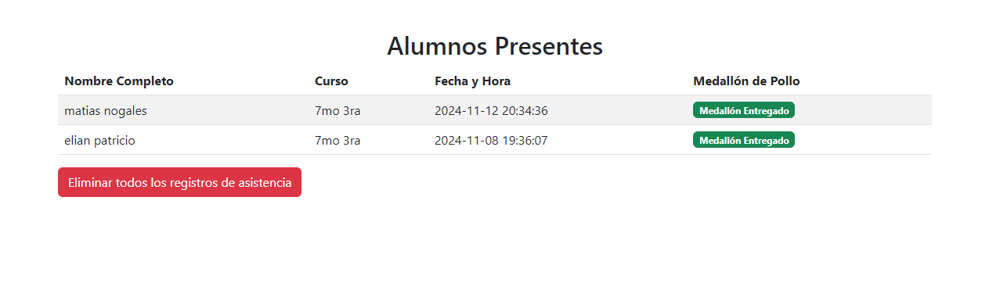 Alumnos Presentes
Nombre Completo Curso Fecha y Hora Medallón de Pollo
matias nogales 7mo 3ra 2024-11-12 20:34:36 Medallón Entregado
elian patricio 7mo 3ra 2024-11-08 19:36:07 Medallón Entregado
Eliminar todos los registros de asistencia